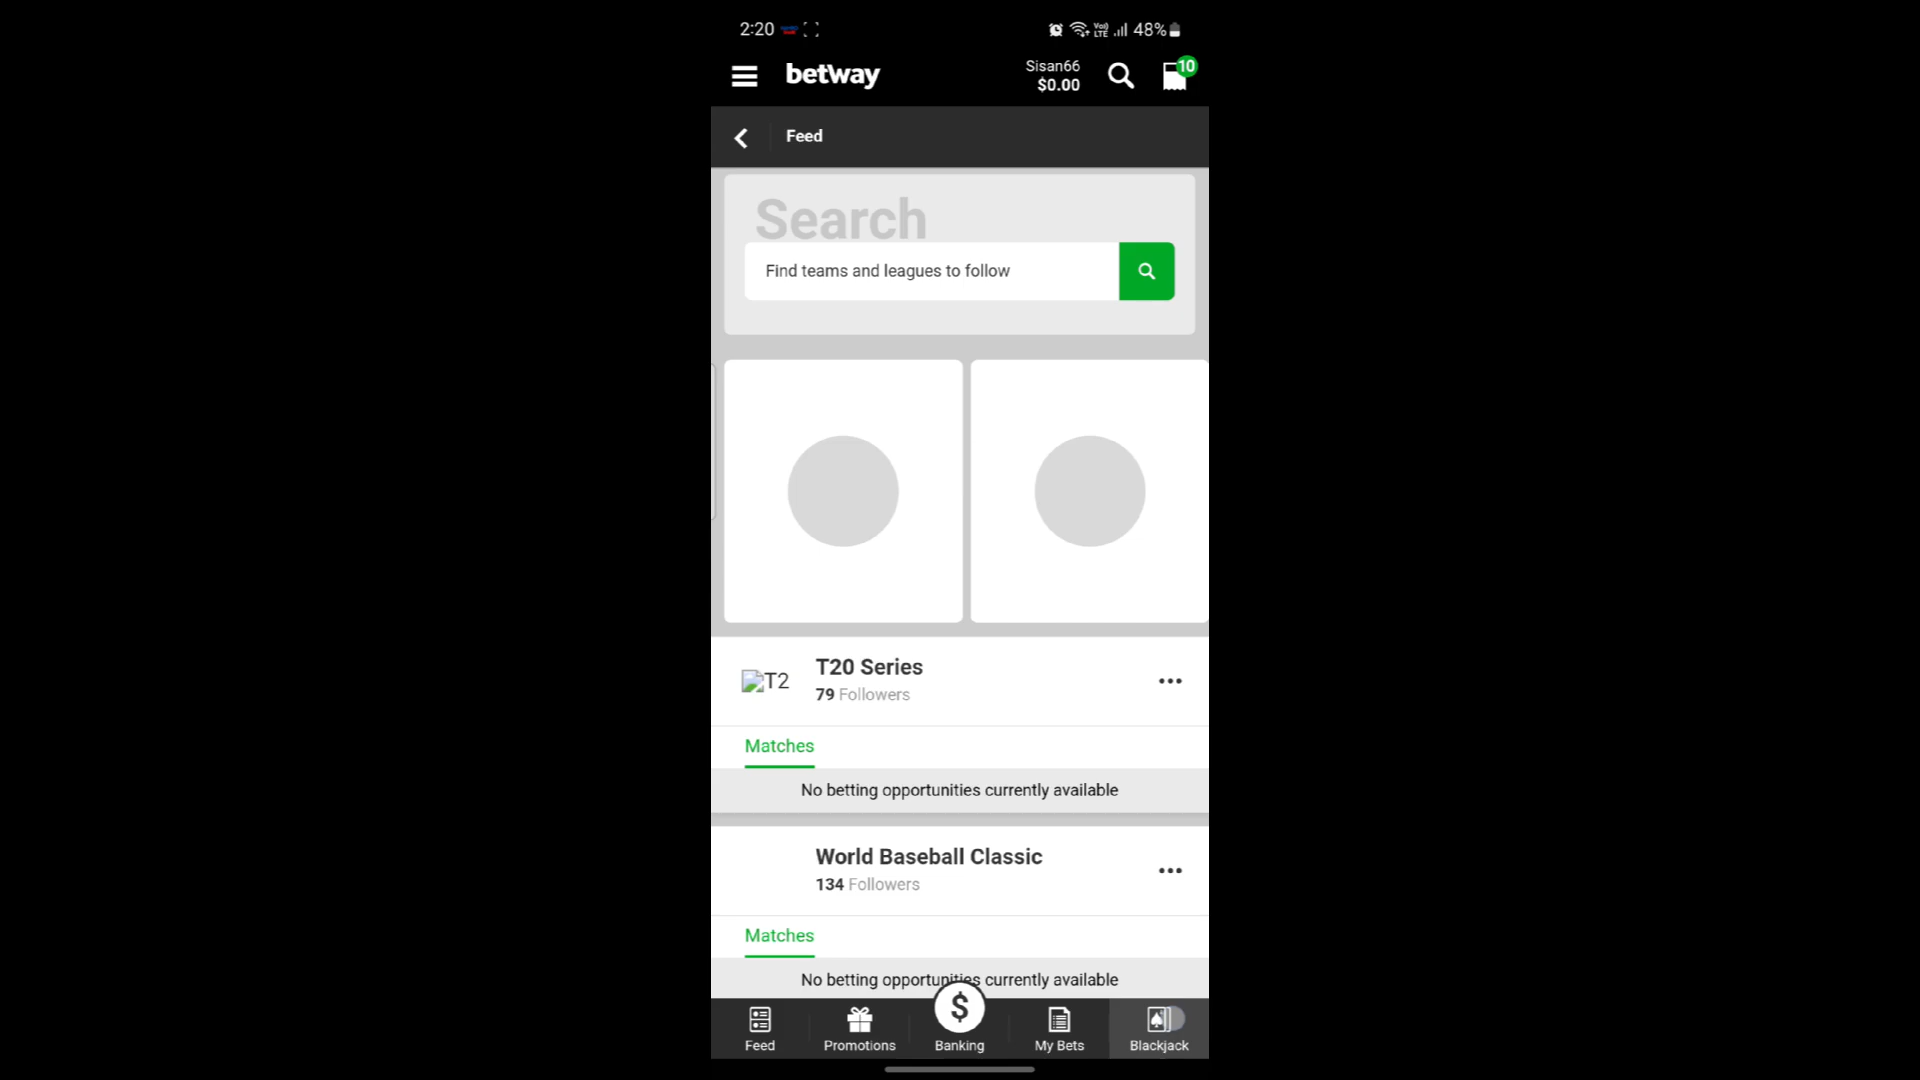 2:20
Vo) LTE
48%
betway
Sisan66
$0.00
10
Feed
Search
Find teams and leagues to follow
T2
T20 Series
79 Followers
Matches
No betting opportunities currently available
World Baseball Classic
134 Followers
Matches
No betting opportunities currently available
$
Feed
Promotions
Banking
My Bets
Blackjack